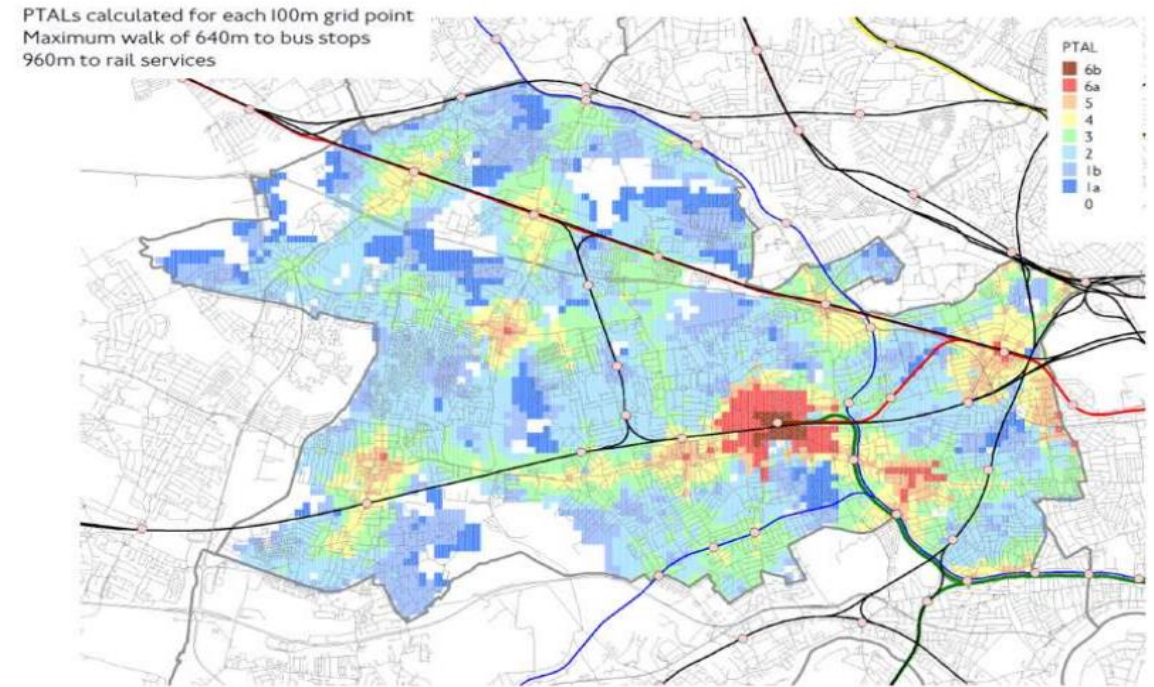 PTALs calculated for each 100m grid point
Maximum walk of 640m to bus stops
960m to rail services
PTAL
6b
6a
5
4
3
2
1b
1a
0